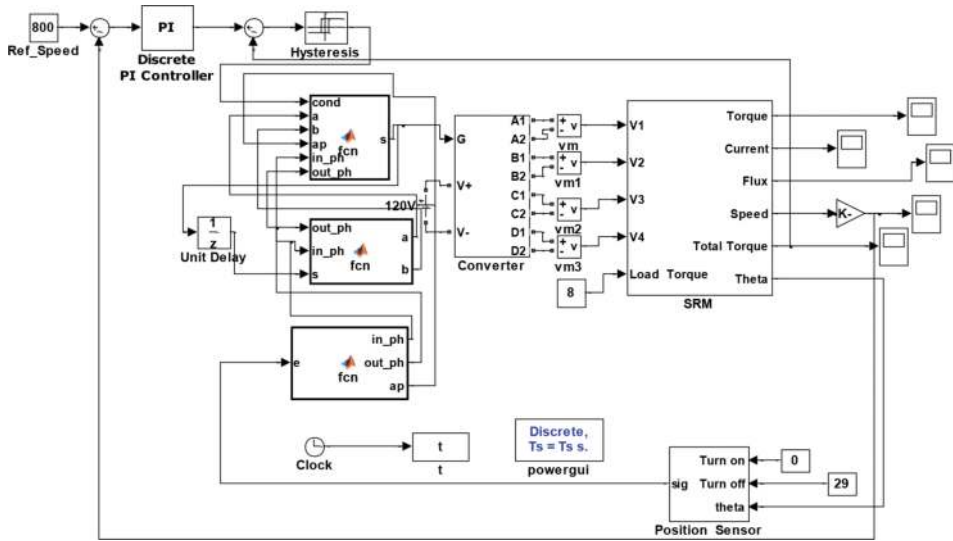 800
Ref_Speed
PI
Discrete
PI Controller
Hysteresis
cond
a
b
ap
in_ph
out_ph
s
fcn
G
V+
V-
120V
A1
A2
B1
B2
C1
C2
D1
D2
Converter
+
-
v
vm
+
-
v
vm1
+
-
v
vm2
+
-
v
vm3
V1
V2
V3
V4
Load Torque
8
Torque
Current
Flux
Speed
Total Torque
Theta
SRM
K-
1
z
Unit Delay
out_ph
in_ph
s
a
b
fcn
e
in_ph
out_ph
ap
fcn
Clock
t
t
Discrete,
Ts = Ts s.
powergui
sig
Turn on
Turn off
theta
0
29
Position Sensor